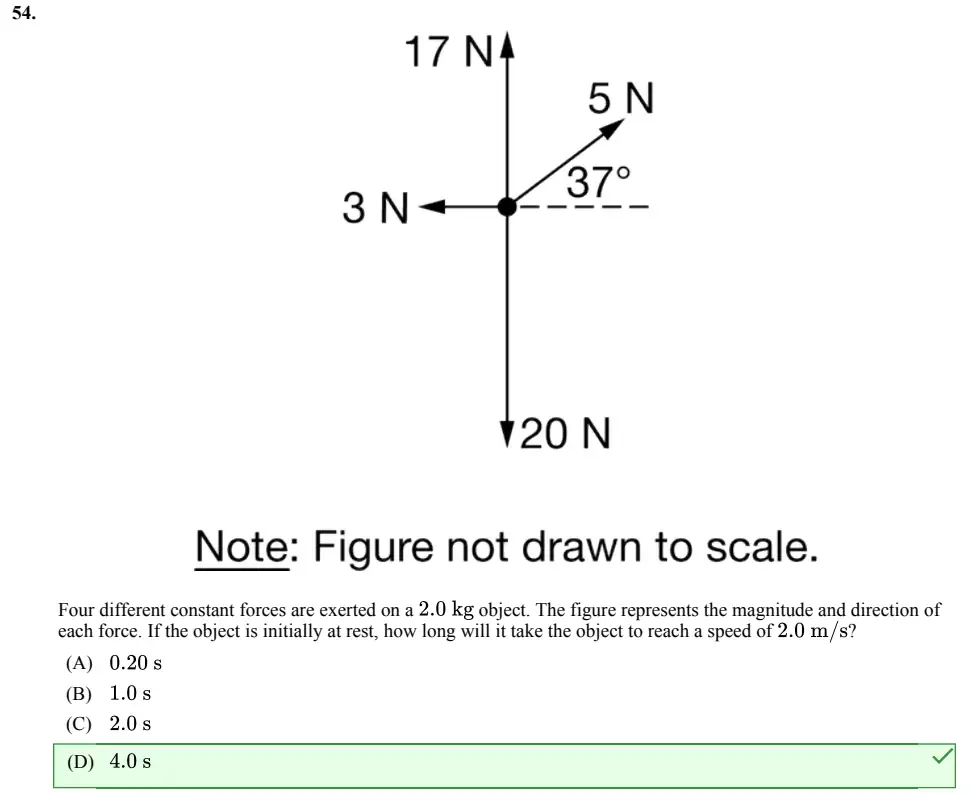 54.
17 N
5 N
37°
3 N
20 N
Note: Figure not drawn to scale.
Four different constant forces are exerted on a 2.0 kg object. The figure represents the magnitude and direction of
each force. If the object is initially at rest, how long will it take the object to reach a speed of 2.0 m/s?
(A) 0.20 s
(B) 1.0 s
(C) 2.0 s
(D) 4.0 s